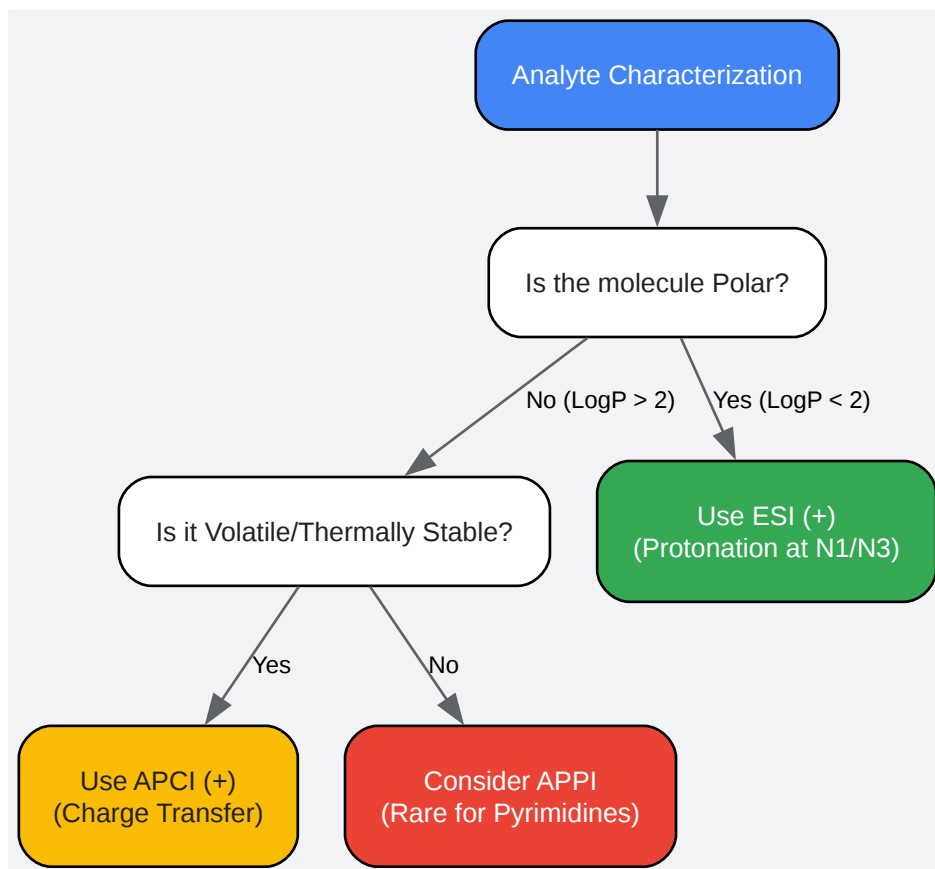 Analyte Characterization
Is the molecule Polar?
No (LogP > 2)
Yes (LogP < 2)
Is it Volatile/Thermally Stable?
Use ESI (+)
(Protonation at N1/N3)
Yes
No
Use APCI (+)
(Charge Transfer)
Consider APPI
(Rare for Pyrimidines)